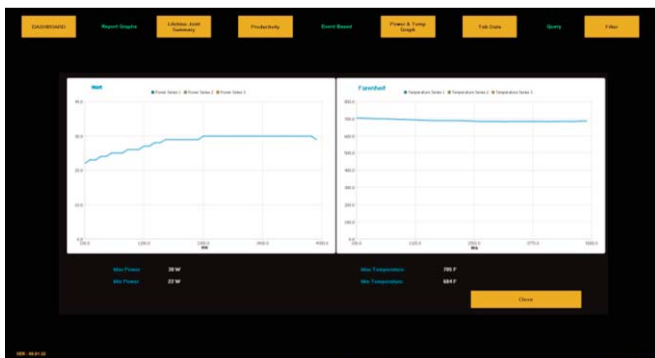 DASHBOARD
Report Graphs
Lifetime Joint
Summary
Productivity
Event Based
Power & Temp
Graph
Query
Filter
Watt
Power Series 1 Power Series 2 Power Series 3
40.0
30.0
20.0
10.0
0.0
MS
Farenheit
Temperature Series 1 Temperature Series 2 Temperature Series 3
800.0
700.0
600.0
500.0
400.0
300.0
200.0
100.0
0.0
MS
Max Power 30 W
Min Power 22 W
Max Temperature 705 F
Min Temperature 684 F
Close